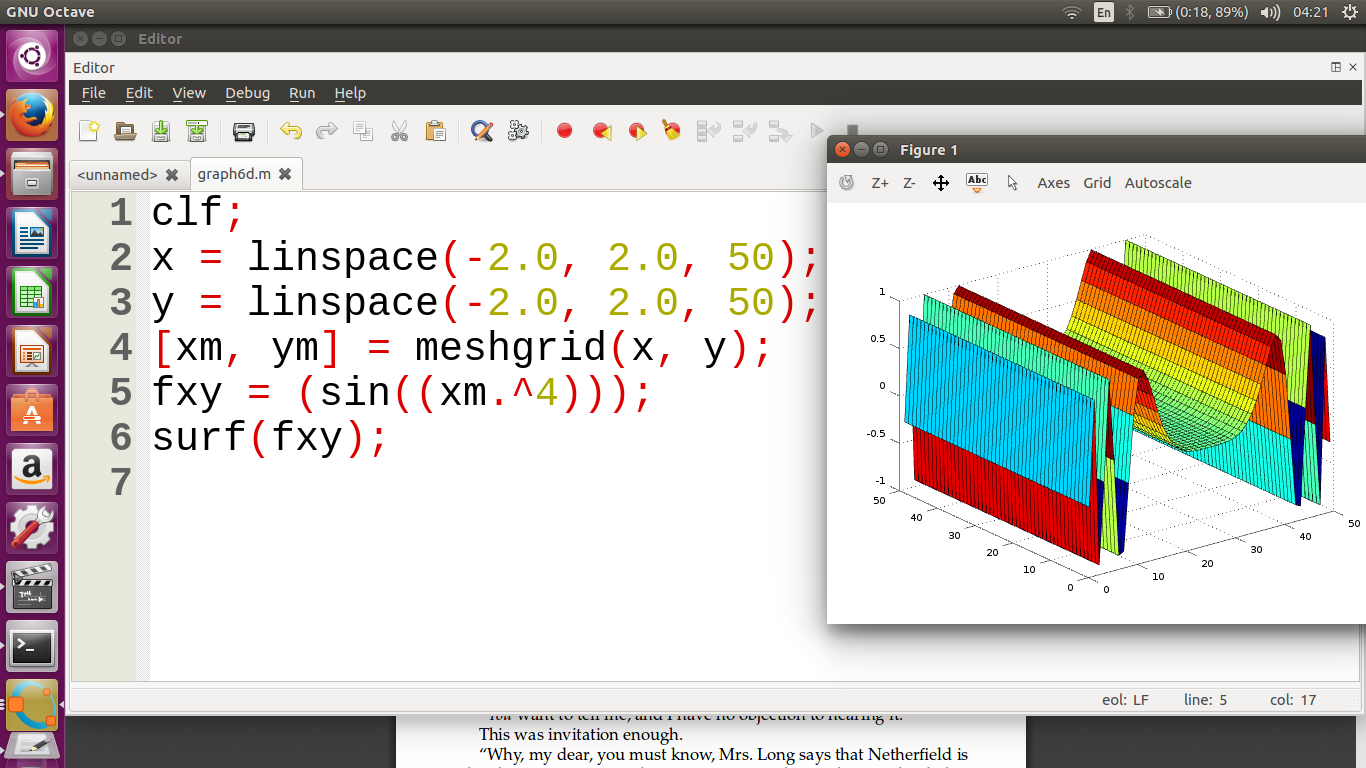 GNU Octave
En (0:18, 89%) 04:21
Editor
Editor
File Edit View Debug Run Help
<unnamed> graph6d.m
1 clf;
2 x = linspace(-2.0, 2.0, 50);
3 y = linspace(-2.0, 2.0, 50);
4 [xm, ym] = meshgrid(x, y);
5 fxy = (sin((xm.^4)));
6 surf(fxy);
7
Figure 1
Z+ Z- Abc Axes Grid Autoscale
1
0.5
0
-0.5
-1
50
40
30
20
10
0
0
10
20
30
40
50
eol: LF line: 5 col: 17
You want to tell me, and I have no objection to hearing it.
This was invitation enough.
“Why, my dear, you must know, Mrs. Long says that Netherfield is